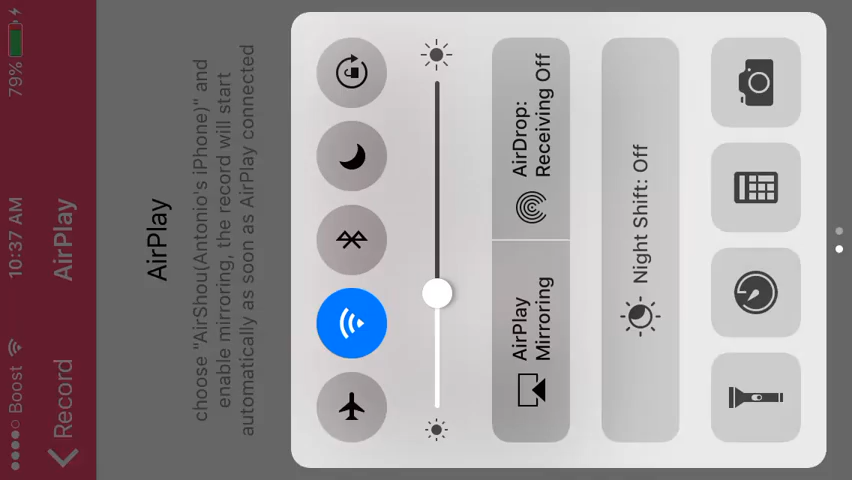 Boost 10:37 AM 79%
Record AirPlay
AirPlay
choose "AirShou(Antonio's iPhone)" and
enable mirroring, the record will start
automatically as soon as AirPlay connected
AirPlay
Mirroring
AirDrop:
Receiving Off
Night Shift: Off